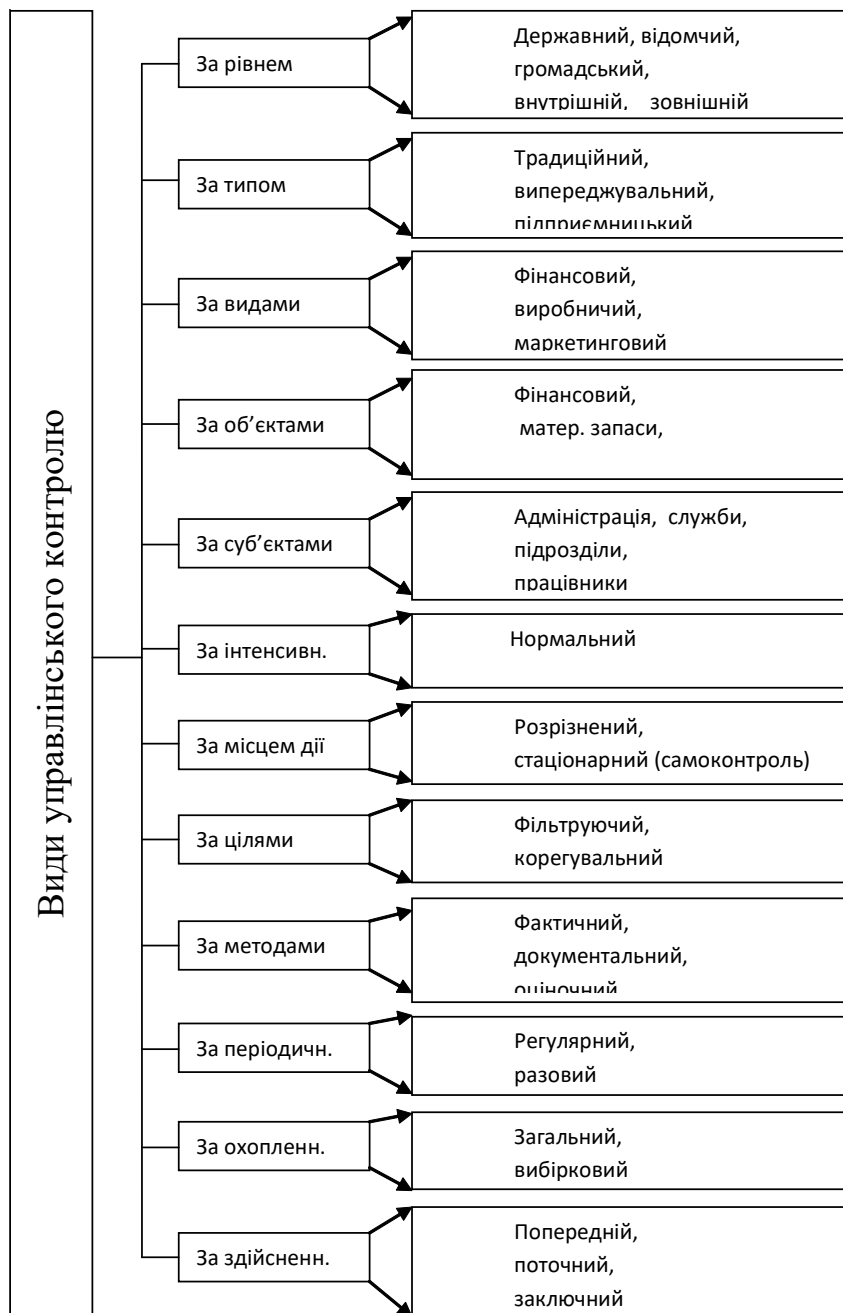 Види управлінського контролю
За рівнем
Державний, відомчий,
громадський,
внутрішній, зовнішній
За типом
Традиційний,
випереджувальний,
підприємницький
За видами
Фінансовий,
виробничий,
маркетинговий
За об’єктами
Фінансовий,
матер. запаси,
За суб’єктами
Адміністрація, служби,
підрозділи,
працівники
За інтенсивн.
Нормальний
За місцем дії
Розрізнений,
стаціонарний (самоконтроль)
За цілями
Фільтруючий,
корегувальний
За методами
Фактичний,
документальний,
оціночний
За періодичн.
Регулярний,
разовий
За охопленн.
Загальний,
вибірковий
За здійсненн.
Попередній,
поточний,
заключний